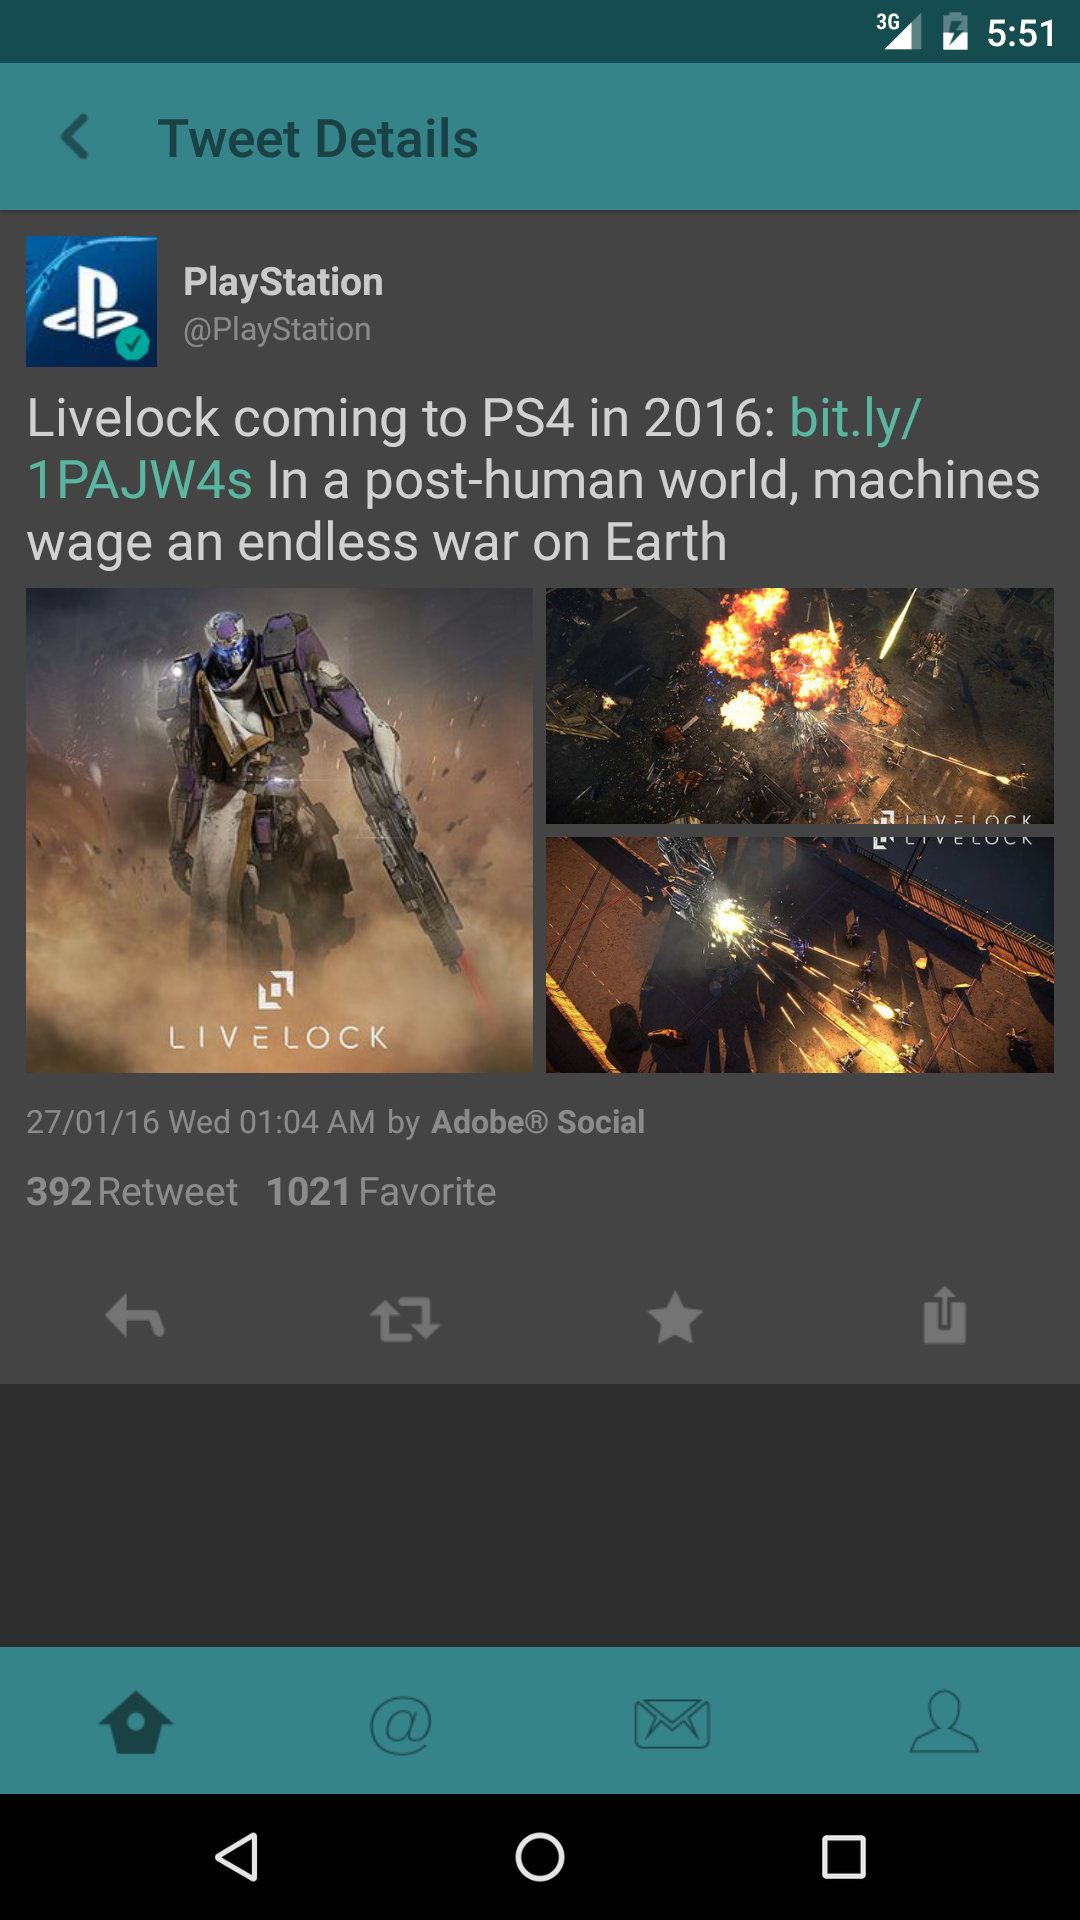 3G 5:51
Tweet Details
PlayStation
@PlayStation
Livelock coming to PS4 in 2016: bit.ly/
1PAJW4s In a post-human world, machines
wage an endless war on Earth
LIVELOCK
LIVELOCK
LIVELOCK
27/01/16 Wed 01:04 AM by Adobe® Social
392 Retweet 1021 Favorite